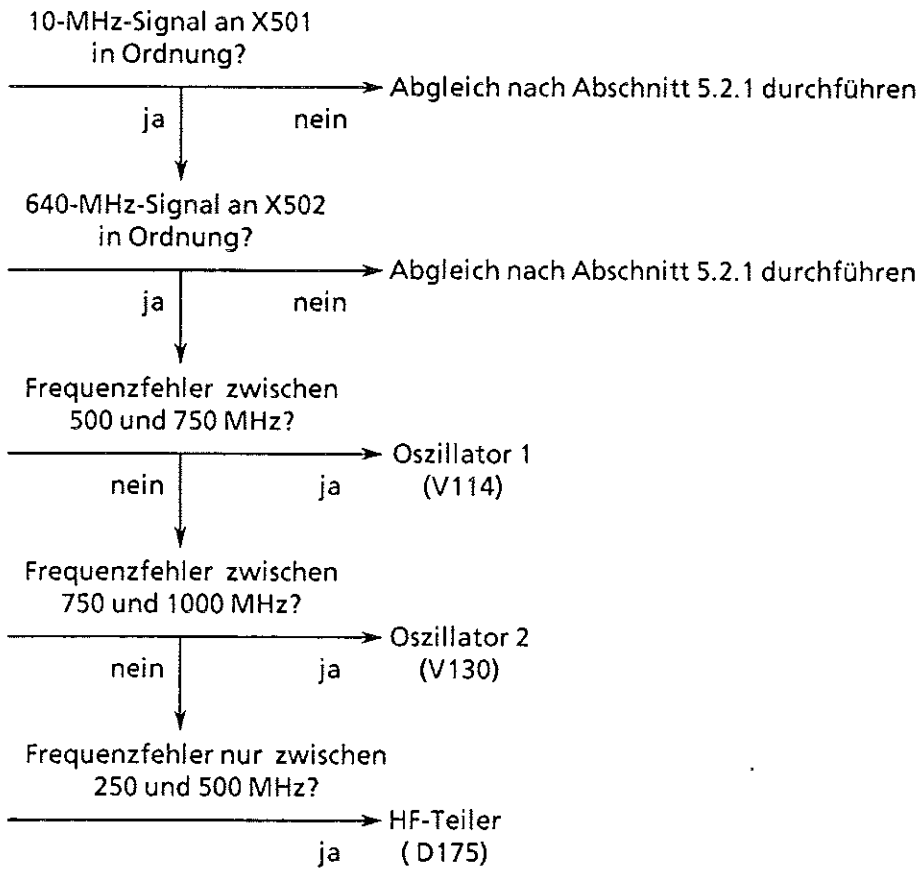 10-MHz-Signal an X501
in Ordnung?
Abgleich nach Abschnitt 5.2.1 durchführen
ja nein
640-MHz-Signal an X502
in Ordnung?
Abgleich nach Abschnitt 5.2.1 durchführen
ja nein
Frequenzfehler zwischen
500 und 750 MHz?
Oszillator 1
nein ja (V114)
Frequenzfehler zwischen
750 und 1000 MHz?
Oszillator 2
nein ja (V130)
Frequenzfehler nur zwischen
250 und 500 MHz?
HF-Teiler
ja ( D175)